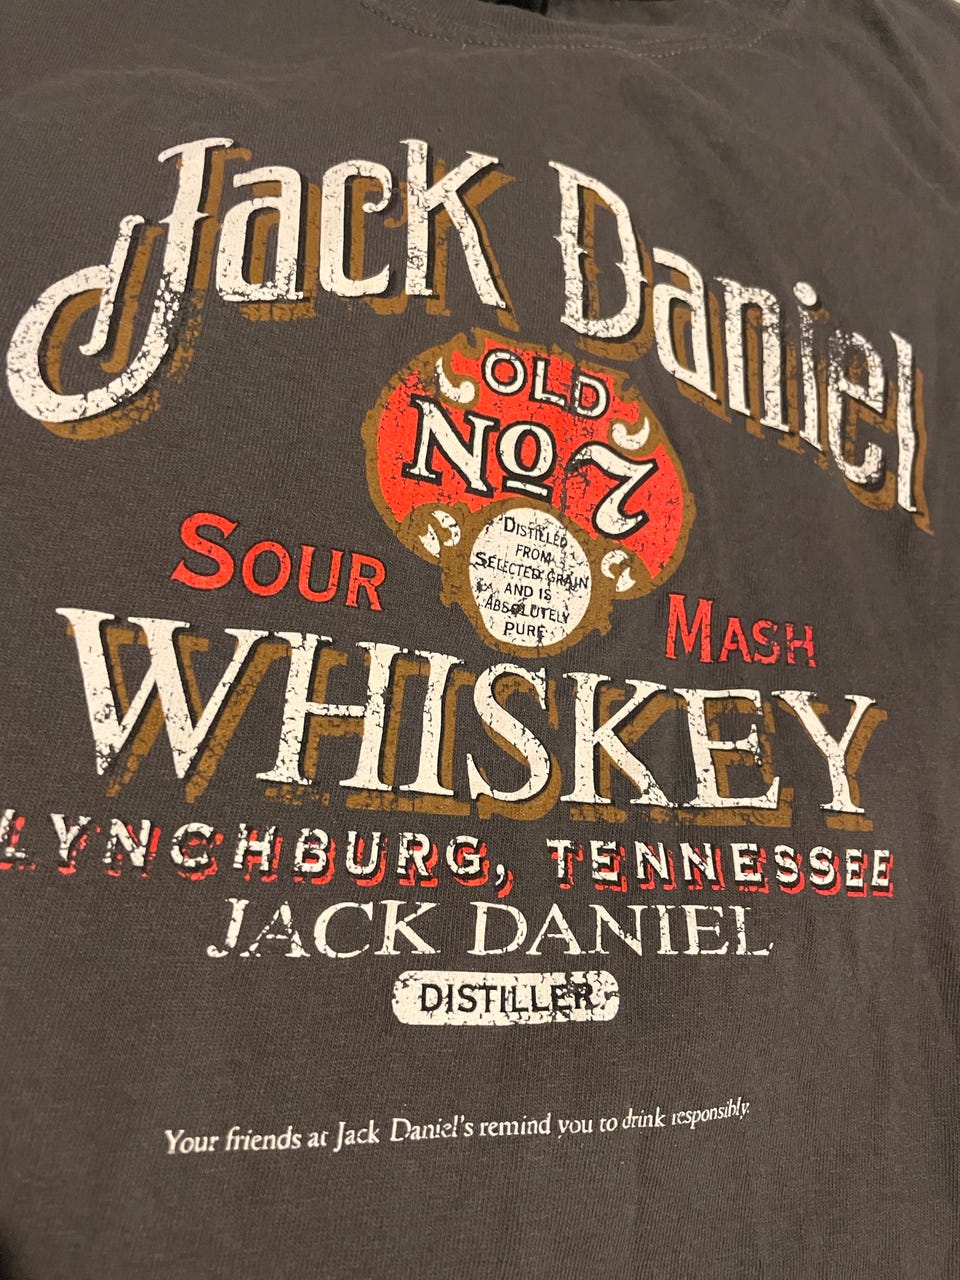 Jack Daniel
OLD
No 7
DISTILLED
FROM
SELECTED GRAIN
AND IS
ABSOLUTELY
PURE
SOUR MASH
WHISKEY
LYNCHBURG, TENNESSEE
JACK DANIEL
DISTILLER
Your friends at Jack Daniel's remind you to drink responsibly.